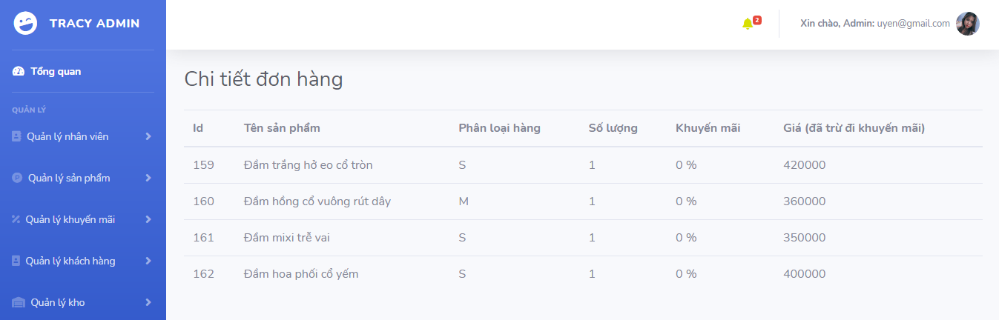 TRACY ADMIN
2
Xin chào, Admin: uyen@gmail.com
Tổng quan
QUẢN LÝ
Quản lý nhân viên
Quản lý sản phẩm
Quản lý khuyến mãi
Quản lý khách hàng
Quản lý kho
Chi tiết đơn hàng
Id Tên sản phẩm Phân loại hàng Số lượng Khuyến mãi Giá (đã trừ đi khuyến mãi)
159 Đầm trắng hở eo cổ tròn S 1 0 % 420000
160 Đầm hồng cổ vuông rút dây M 1 0 % 360000
161 Đầm mixi trễ vai S 1 0 % 350000
162 Đầm hoa phối cổ yếm S 1 0 % 400000